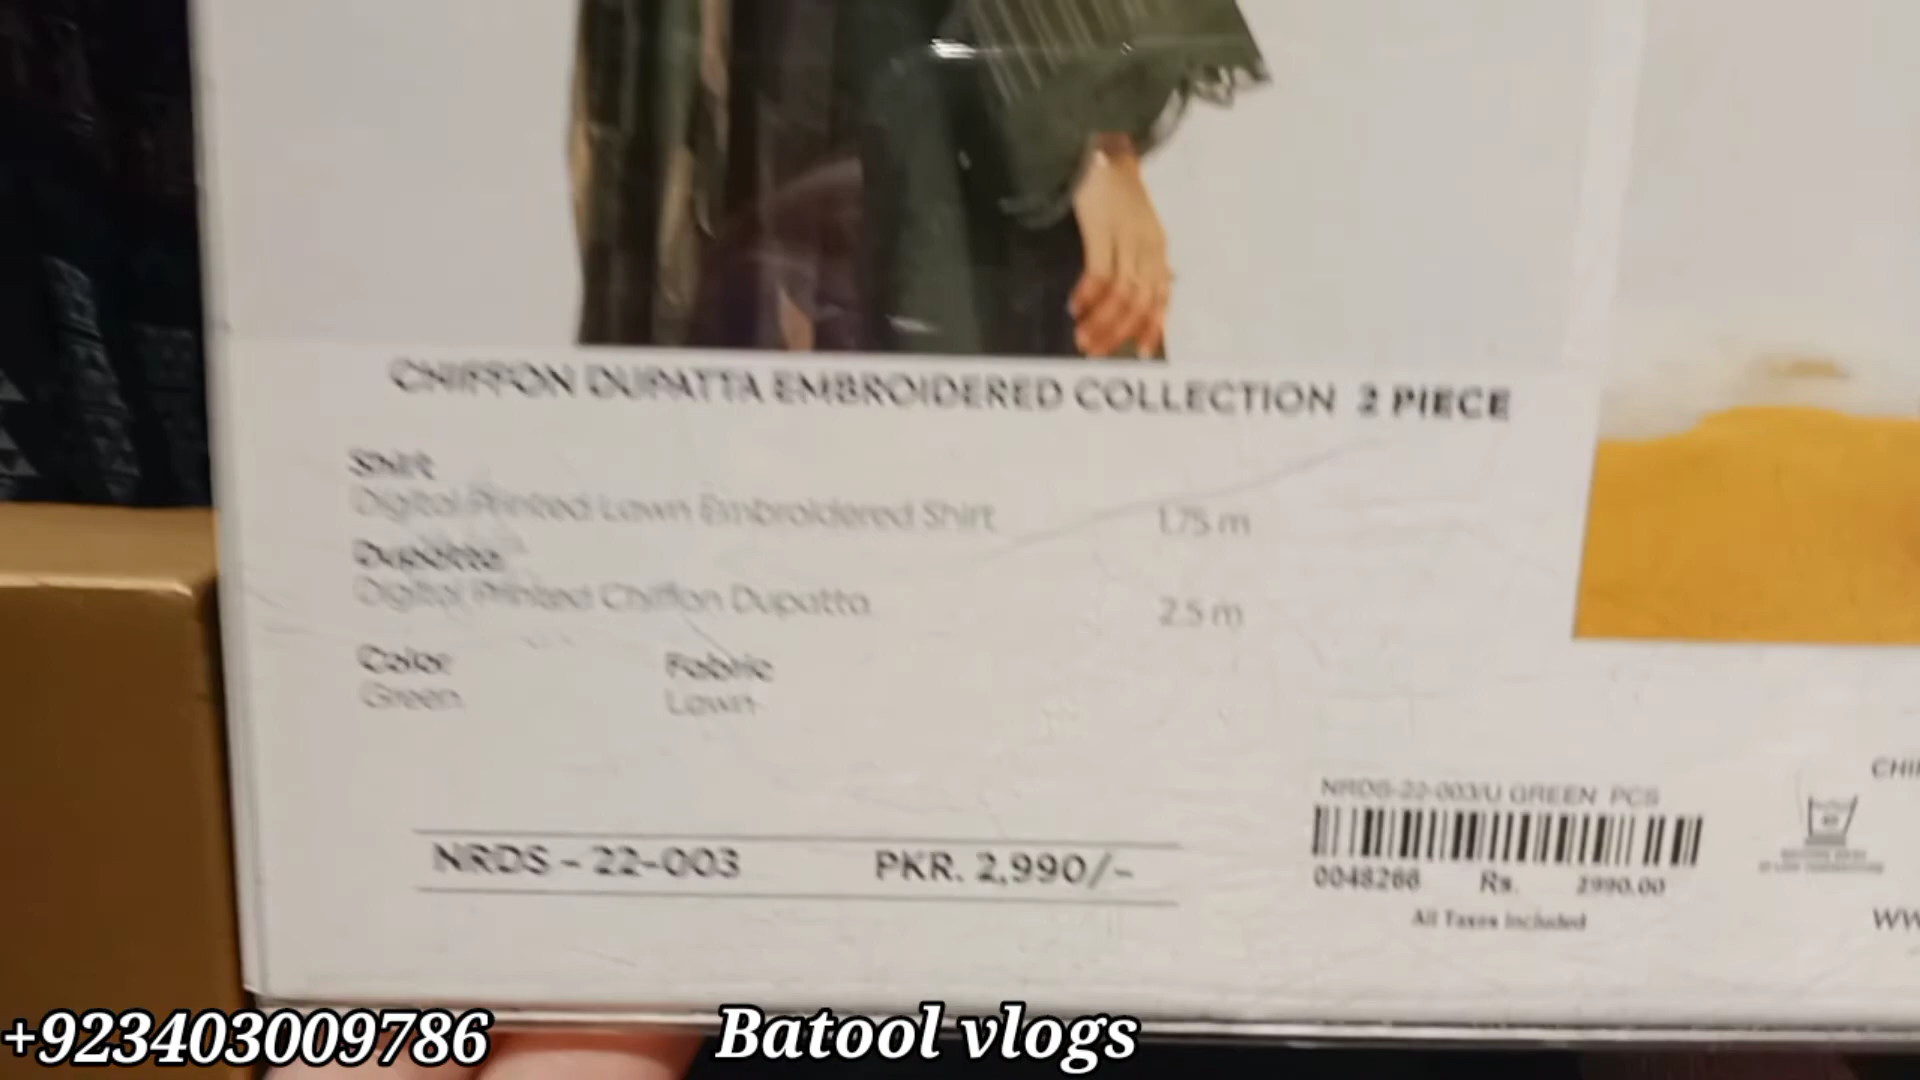 CHIFFON DUPATTA EMBROIDERED COLLECTION 2 PIECE
Shirt
Digital Printed Lawn Embroidered Shirt 1.75 m
Dupatta
Digital Printed Chiffon Dupatta 2.5 m
Color Fabric
Green Lawn
NRDS-22-003/U GREEN PCS
NRDS - 22-003 PKR. 2,990/-
0048266 Rs. 2990.00
All Taxes Included
+923403009786 Batool vlogs